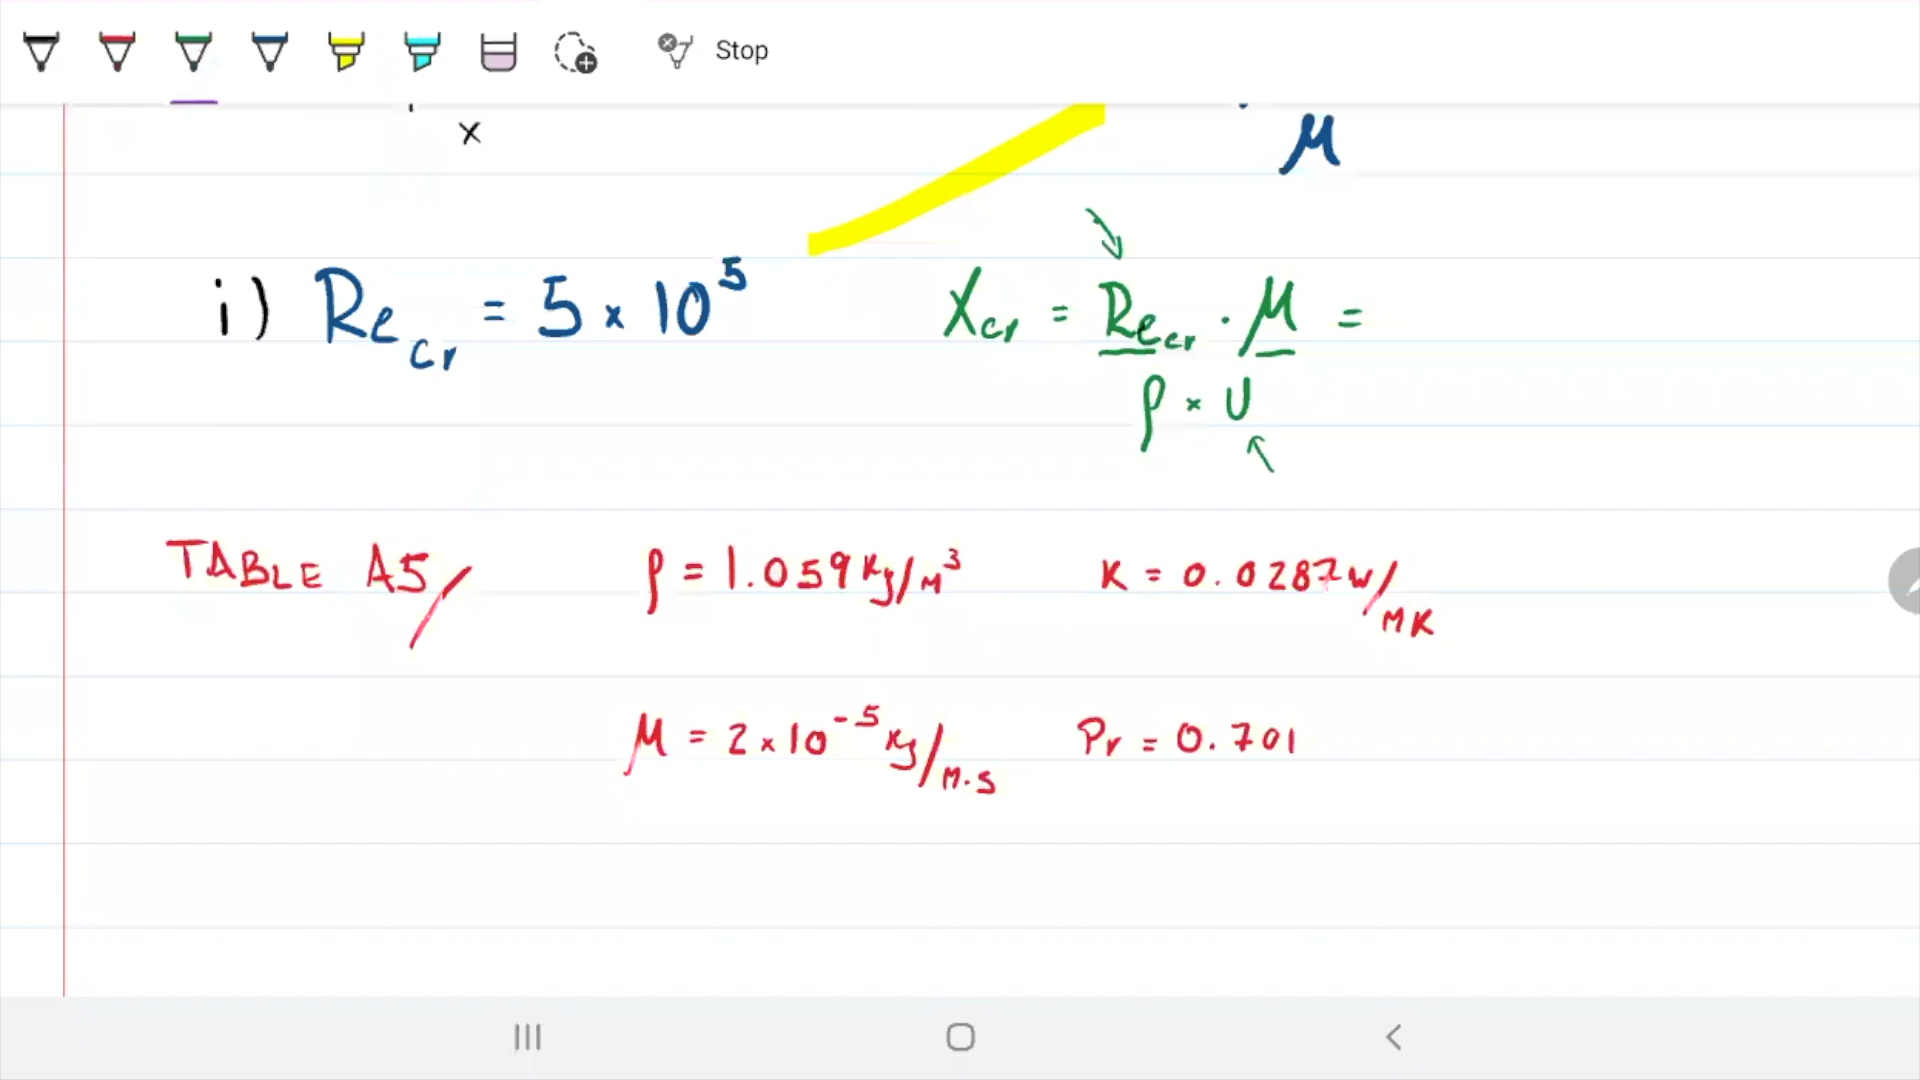 Stop
x
μ
i) Re_cr = 5 × 10^5
X_cr = Re_cr · μ =
ρ × U
TABLE A5/ ρ = 1.059 kg/m³ K = 0.0287 W/mK
μ = 2 × 10^-5 kg/m·s Pr = 0.701